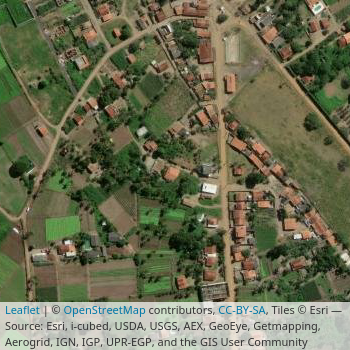 Leaflet | © OpenStreetMap contributors, CC-BY-SA, Tiles © Esri —
Source: Esri, i-cubed, USDA, USGS, AEX, GeoEye, Getmapping,
Aerogrid, IGN, IGP, UPR-EGP, and the GIS User Community